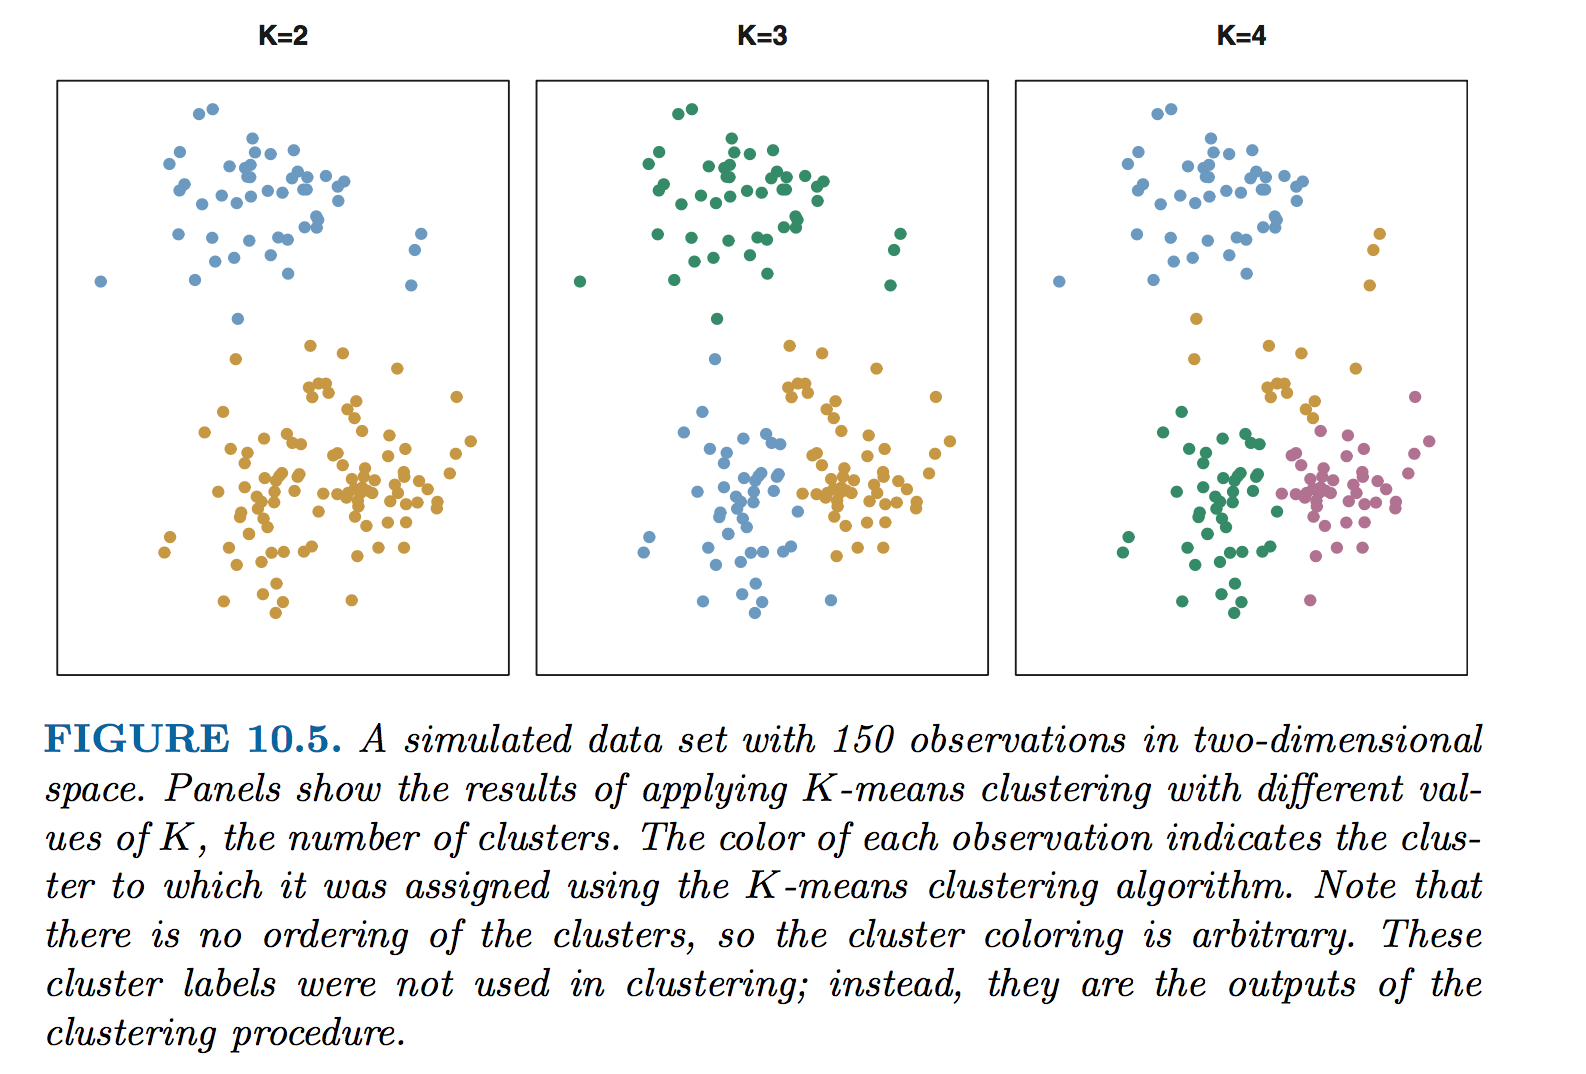 K=2 K=3 K=4
FIGURE 10.5. A simulated data set with 150 observations in two-dimensional
space. Panels show the results of applying K-means clustering with different val-
ues of K, the number of clusters. The color of each observation indicates the clus-
ter to which it was assigned using the K-means clustering algorithm. Note that
there is no ordering of the clusters, so the cluster coloring is arbitrary. These
cluster labels were not used in clustering; instead, they are the outputs of the
clustering procedure.